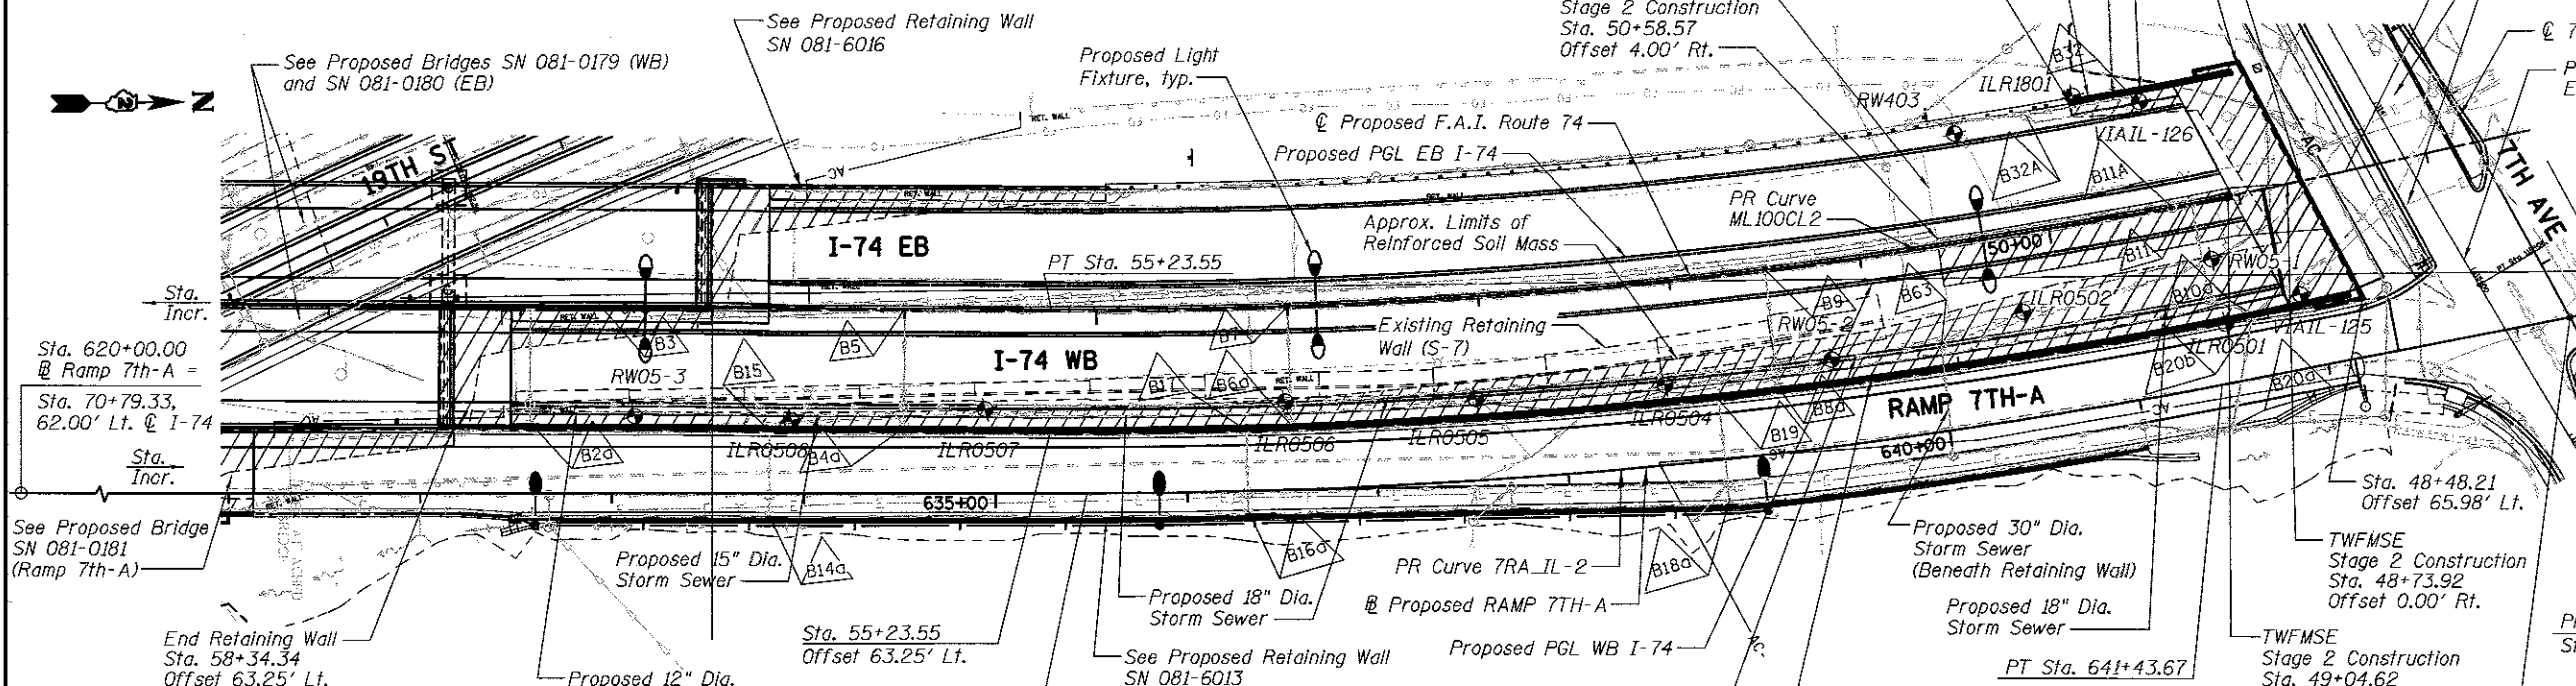 See Proposed Retaining Wall
SN 081-6016
Stage 2 Construction
Sta. 50+58.57
Offset 4.00' Rt.
See Proposed Bridges SN 081-0179 (WB)
and SN 081-0180 (EB)
Proposed Light
Fixture, typ.
N
19TH ST
RET. WALL
AC
℄ Proposed F.A.I. Route 74
Proposed PGL EB I-74
RW403
ILR1801
B32
VIAIL-126
B32A
B11A
AC
7TH AVE
℄ 7
Approx. Limits of
Reinforced Soil Mass
PR Curve
ML100CL2
I-74 EB
PT Sta. 55+23.55
50+00
B11
RW05-1
B9
B63
ILR0502
B10a
Sta.
Incr.
Existing Retaining
Wall (S-7)
RW05-2
VIAIL-125
ILR0501
Sta. 620+00.00
Ramp 7th-A =
Sta. 70+79.33,
62.00' Lt. ℄ I-74
B3
B5
B7
I-74 WB
RW05-3
B15
B17
B6a
RET. WALL
B20b
B20a
RAMP 7TH-A
AC
Sta.
Incr.
B2a
ILR0508
B4a
ILR0507
ILR0506
ILR0505
ILR0504
B19
B8a
640+00
635+00
Sta. 48+48.21
Offset 65.98' Lt.
See Proposed Bridge
SN 081-0181
(Ramp 7th-A)
Proposed 15" Dia.
Storm Sewer
B14a
B16a
PR Curve 7RA_IL-2
B18a
Proposed 30" Dia.
Storm Sewer
(Beneath Retaining Wall)
TWFMSE
Stage 2 Construction
Sta. 48+73.92
Offset 0.00' Rt.
Proposed 18" Dia.
Storm Sewer
Proposed RAMP 7TH-A
Proposed 18" Dia.
Storm Sewer
End Retaining Wall
Sta. 58+34.34
Offset 63.25' Lt.
Sta. 55+23.55
Offset 63.25' Lt.
Proposed 12" Dia.
See Proposed Retaining Wall
SN 081-6013
Proposed PGL WB I-74
PT Sta. 641+43.67
TWFMSE
Stage 2 Construction
Sta. 49+04.62